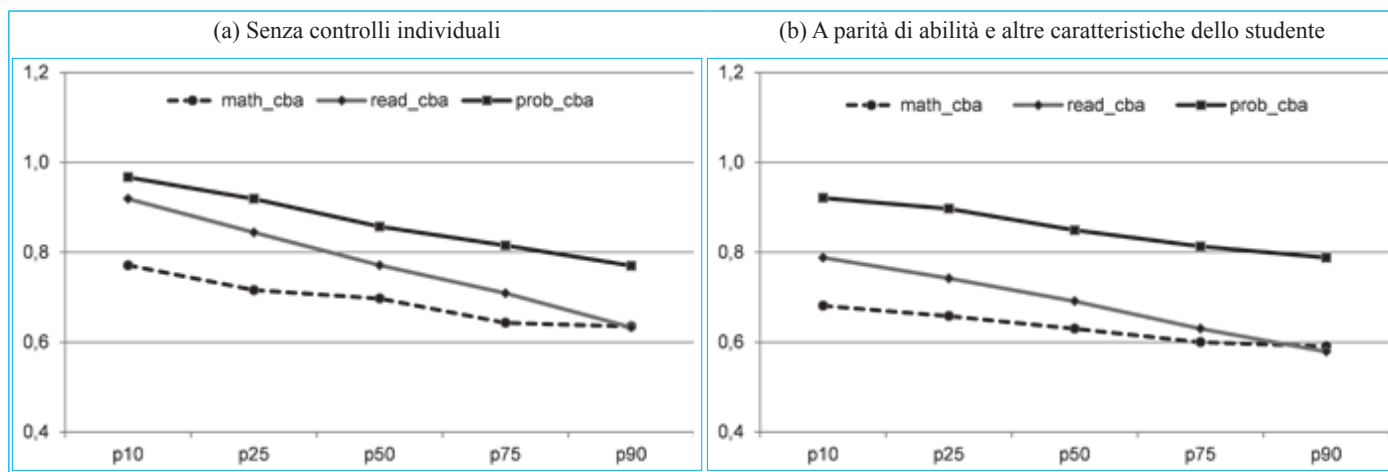 (a) Senza controlli individuali
1,2
math_cba read_cba prob_cba
1,0
0,8
0,6
0,4
p10 p25 p50 p75 p90
(b) A parità di abilità e altre caratteristiche dello studente
1,2
math_cba read_cba prob_cba
1,0
0,8
0,6
0,4
p10 p25 p50 p75 p90